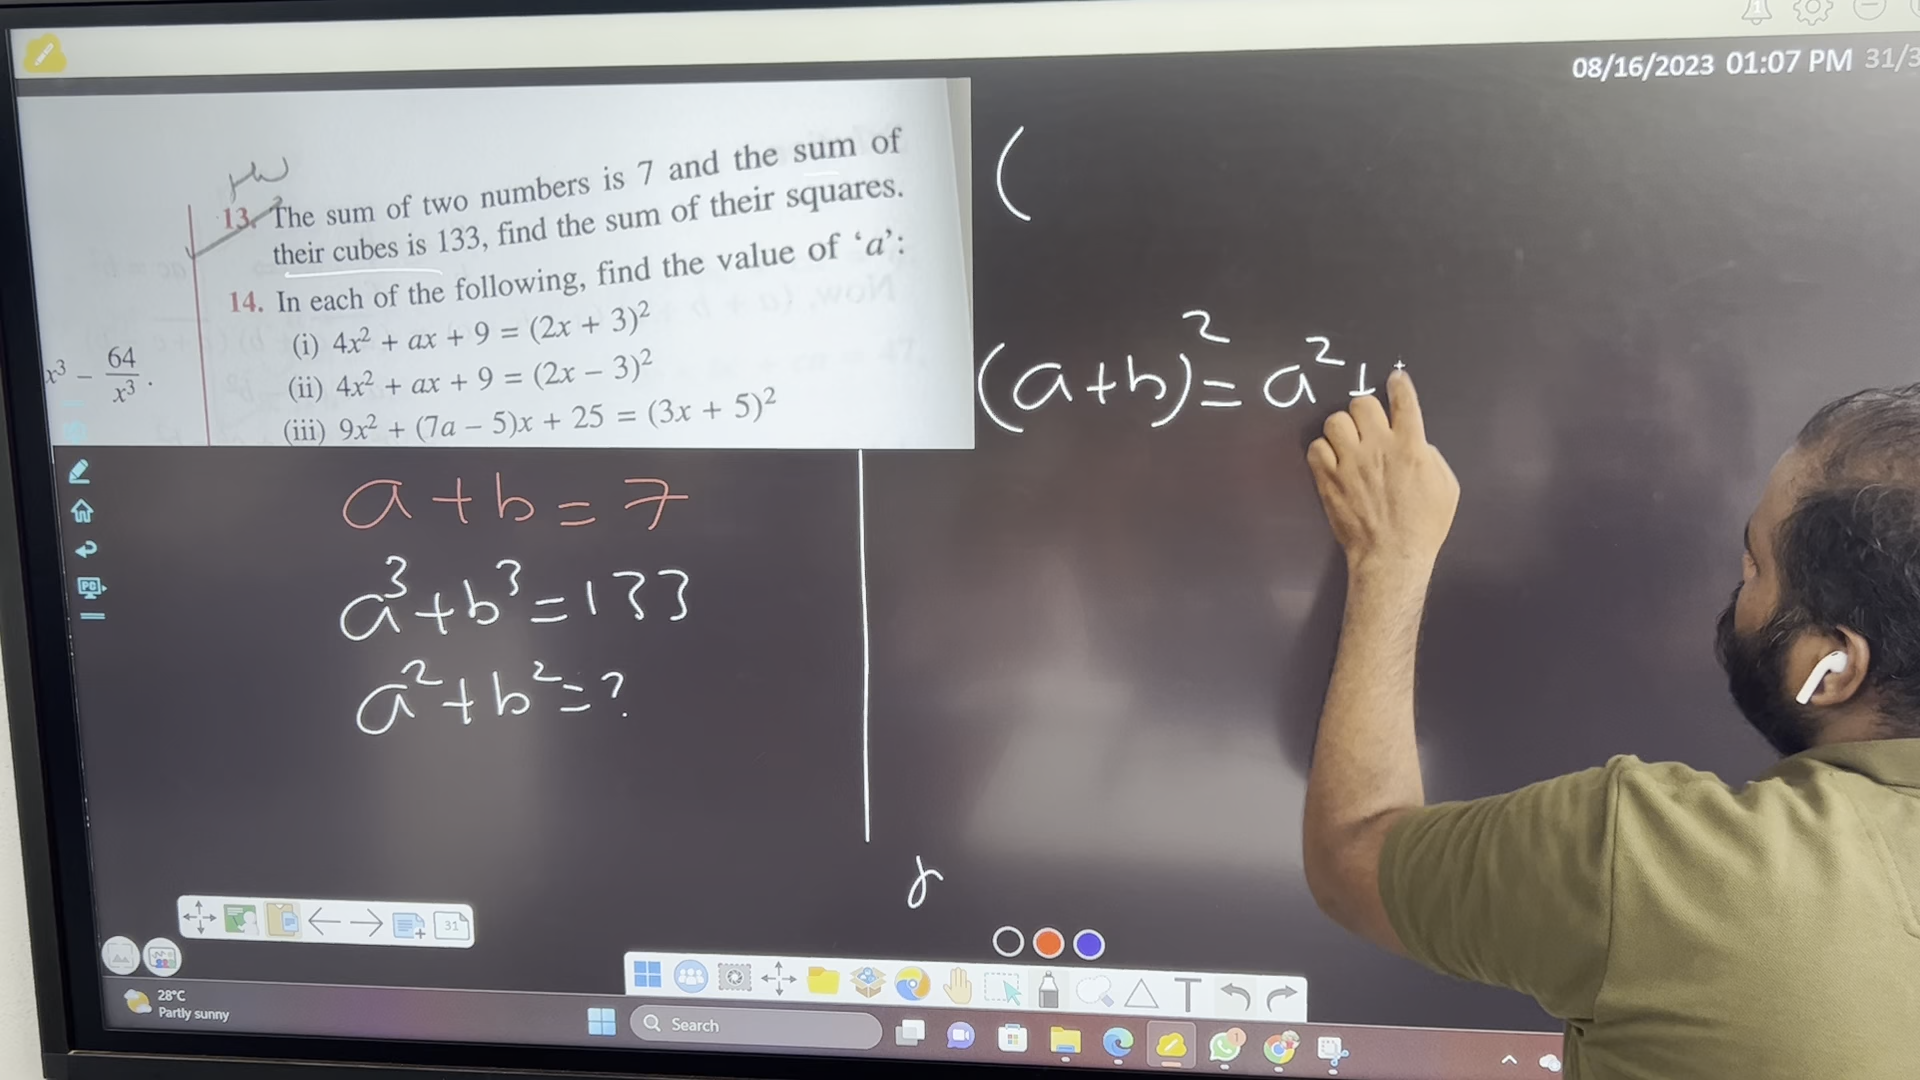 08/16/2023 01:07 PM 31/3
HW
13. The sum of two numbers is 7 and the sum of
their cubes is 133, find the sum of their squares.
14. In each of the following, find the value of ‘a’:
(i) 4x² + ax + 9 = (2x + 3)²
(ii) 4x² + ax + 9 = (2x − 3)²
(iii) 9x² + (7a − 5)x + 25 = (3x + 5)²
x³ − 64/x³.
a + b = 7
a³ + b³ = 133
a² + b² = ?
(
(a+b)² = a² +
31
28°C
Partly sunny
Search